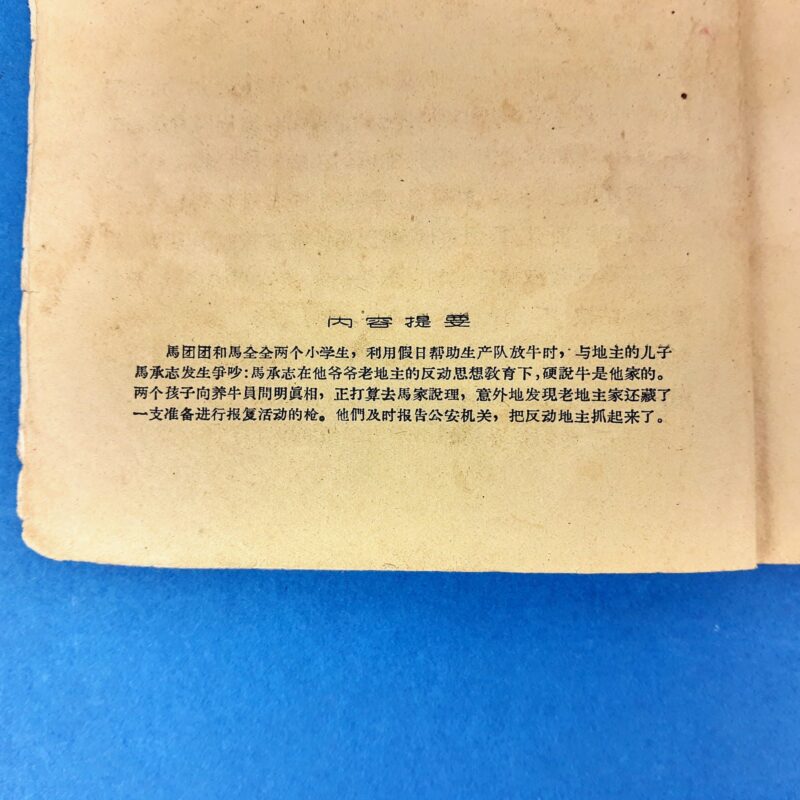 内容提要
馬团团和馬全全两个小学生，利用假日帮助生产队放牛时，与地主的儿子
馬承志发生爭吵：馬承志在他爷爷老地主的反动思想教育下，硬說牛是他家的。
两个孩子向养牛員問明眞相，正打算去馬家說理，意外地发现老地主家还藏了
一支准备进行报复活动的枪。他們及时报告公安机关，把反动地主抓起来了。